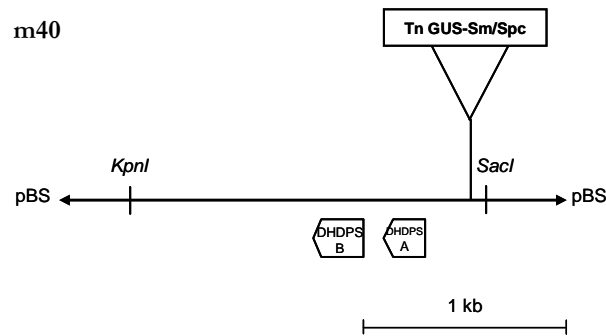 m40
Tn GUS-Sm/Spc
KpnI
SacI
pBS
pBS
DHDPS
B
DHDPS
A
1 kb